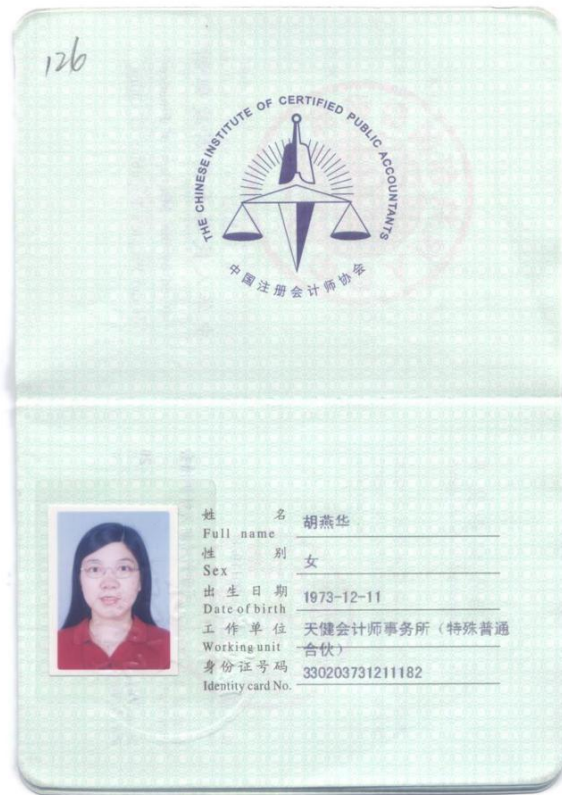 126
THE CHINESE INSTITUTE OF CERTIFIED PUBLIC ACCOUNTANTS
中国注册会计师协会
姓 名 胡燕华
Full name
性 别 女
Sex
出 生 日 期 1973-12-11
Date of birth
工 作 单 位 天健会计师事务所（特殊普通
Working unit 合伙）
身 份 证 号 码 330203731211182
Identity card No.